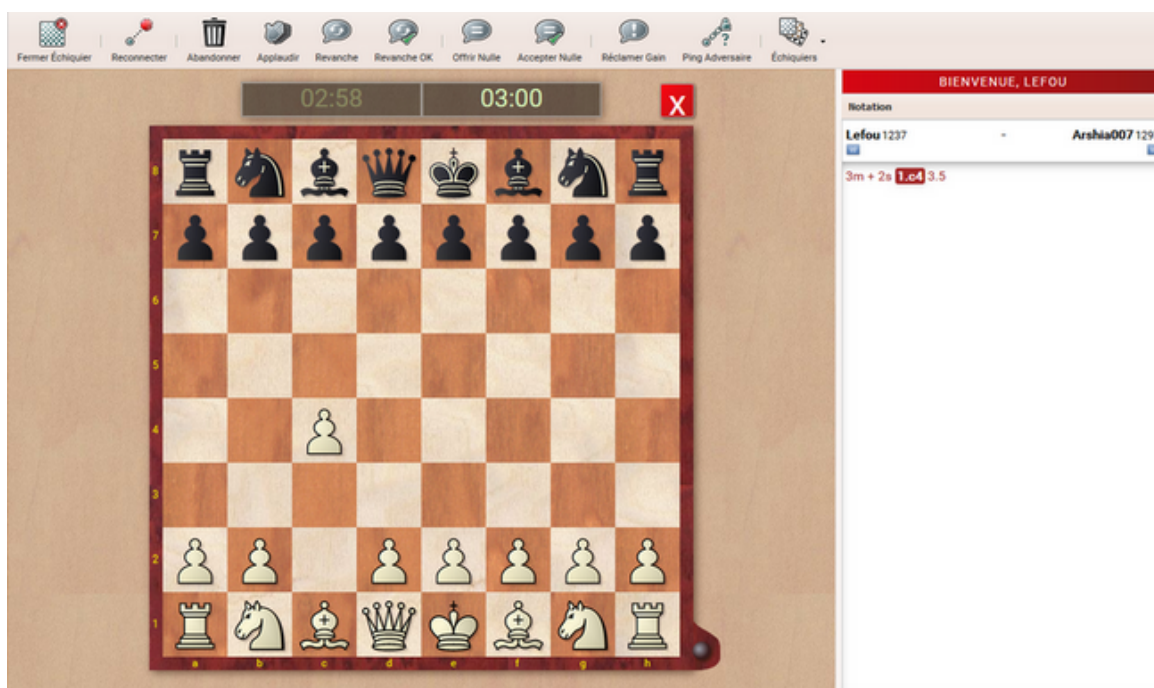 Fermer Échiquier Reconnecter Abandonner Applaudir Revanche Revanche OK Offrir Nulle Accepter Nulle Réclamer Gain Ping Adversaire Échiquiers
BIENVENUE, LEFOU
02:58 03:00 X
Notation
Lefou 1237 - Arshia007 129
3m + 2s 1.c4 3.5
8
7
6
5
4
3
2
1
a b c d e f g h